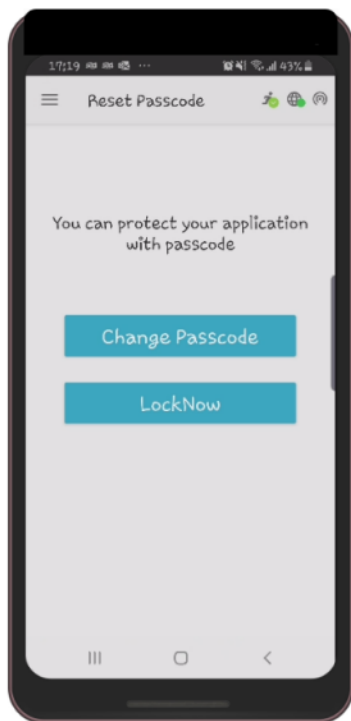 17:19 ... 43%
Reset Passcode
You can protect your application
with passcode
Change Passcode
LockNow